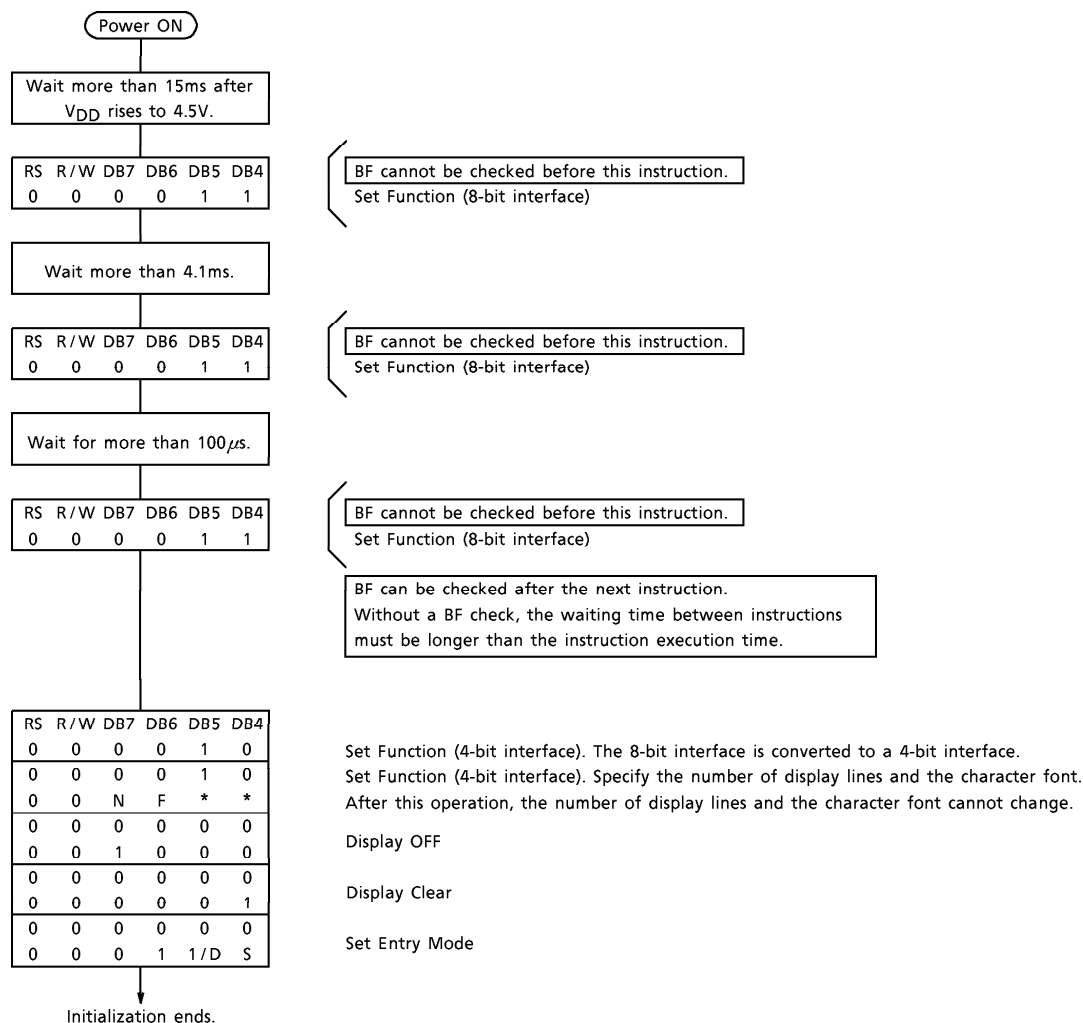 Power ON
Wait more than 15ms after
VDD rises to 4.5V.
RS R/W DB7 DB6 DB5 DB4
0 0 0 0 1 1
BF cannot be checked before this instruction.
Set Function (8-bit interface)
Wait more than 4.1ms.
RS R/W DB7 DB6 DB5 DB4
0 0 0 0 1 1
BF cannot be checked before this instruction.
Set Function (8-bit interface)
Wait for more than 100μs.
RS R/W DB7 DB6 DB5 DB4
0 0 0 0 1 1
BF cannot be checked before this instruction.
Set Function (8-bit interface)
BF can be checked after the next instruction.
Without a BF check, the waiting time between instructions
must be longer than the instruction execution time.
RS R/W DB7 DB6 DB5 DB4
0 0 0 0 1 0 Set Function (4-bit interface). The 8-bit interface is converted to a 4-bit interface.
0 0 0 0 1 0 Set Function (4-bit interface). Specify the number of display lines and the character font.
0 0 N F * * After this operation, the number of display lines and the character font cannot change.
0 0 0 0 0 0
0 0 1 0 0 0
Display OFF
0 0 0 0 0 0
0 0 0 0 0 1
Display Clear
0 0 0 0 0 0
0 0 0 1 1/D S
Set Entry Mode
Initialization ends.